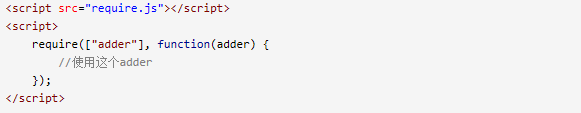 <script src="require.js"></script>
<script>
    require(["adder"], function(adder) {
        //使用这个adder
    });
</script>